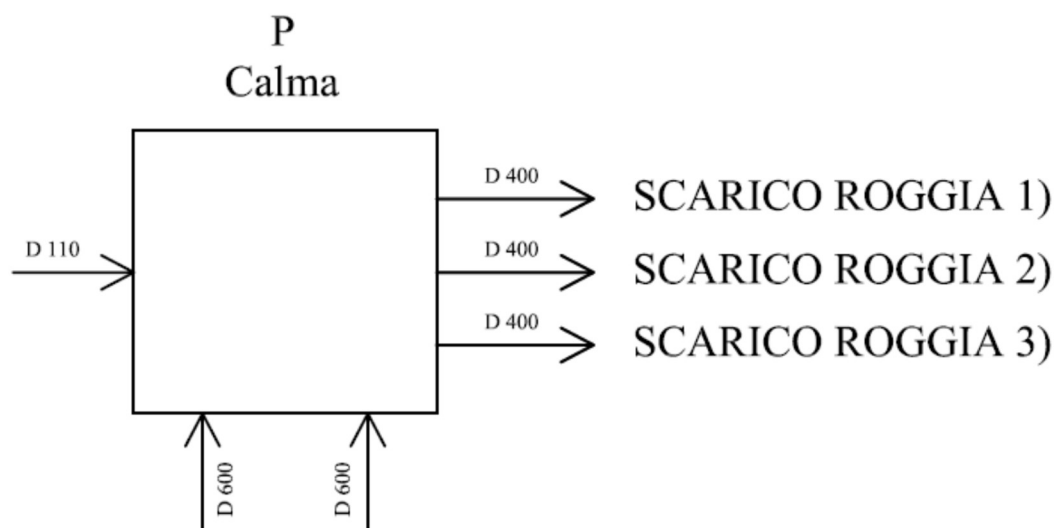 P
Calma
D 400
SCARICO ROGGIA 1)
D 110
D 400
SCARICO ROGGIA 2)
D 400
SCARICO ROGGIA 3)
D 600
D 600